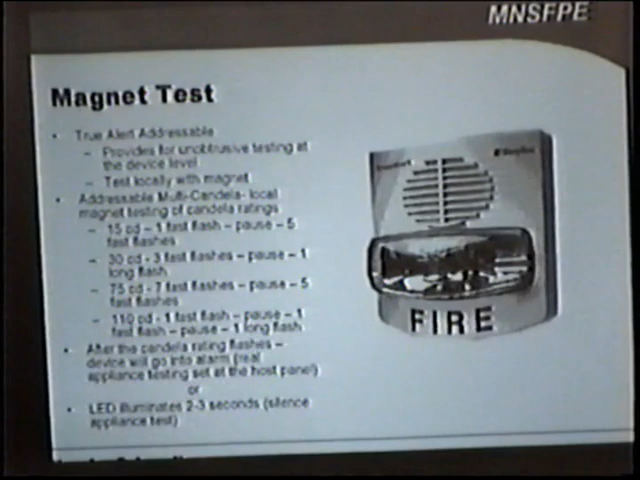 MNSFPE
Magnet Test
• True Alert Addressable
– Provides for unobtrusive testing at
the device level
– Test locally with magnet
• Addressable Multi-Candela- local
magnet testing of candela ratings
– 15 cd – 1 fast flash – pause – 5
fast flashes
– 30 cd - 3 fast flashes – pause – 1
long flash
– 75 cd - 7 fast flashes – pause – 5
fast flashes
– 110 cd - 1 fast flash – pause – 1
fast flash – pause – 1 long flash
• After the candela rating flashes –
device will go into alarm (real
appliance testing set at the host panel)
or
• LED illuminates 2-3 seconds (silence
appliance test)
Simplex
FIRE